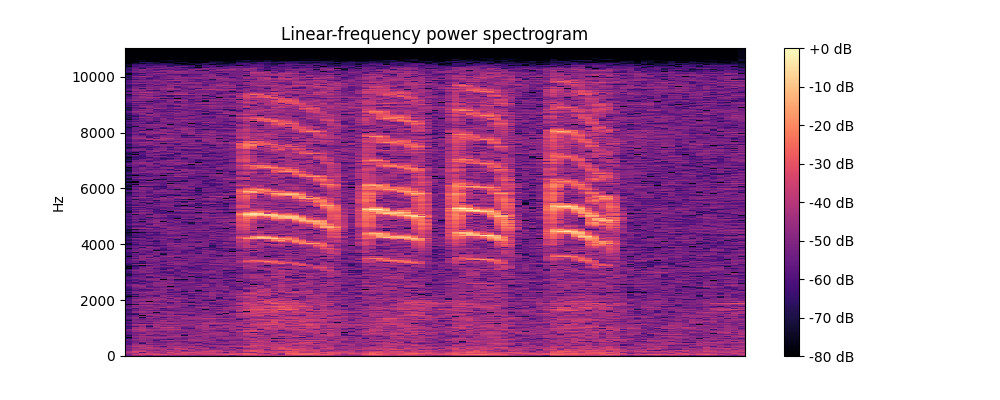 Linear-frequency power spectrogram
Hz
10000
8000
6000
4000
2000
0
+0 dB
-10 dB
-20 dB
-30 dB
-40 dB
-50 dB
-60 dB
-70 dB
-80 dB